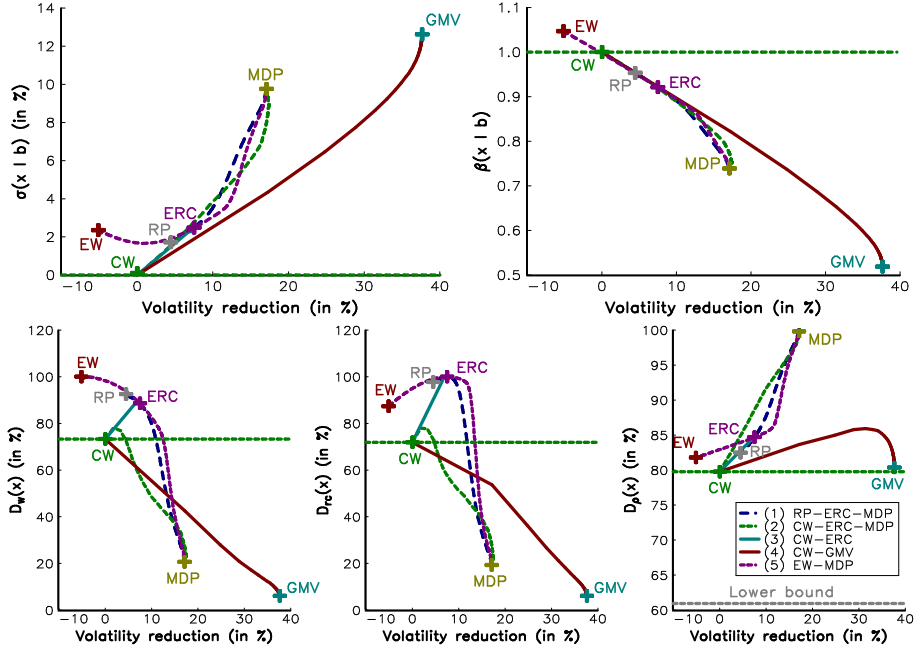 14
12
10
8
6
4
2
0
σ(x | b) (in %)
GMV
MDP
ERC
RP
EW
CW
−10
0
10
20
30
40
Volatility reduction (in %)
1.1
1.0
0.9
0.8
0.7
0.6
0.5
β(x | b)
EW
CW
RP
ERC
MDP
GMV
−10
0
10
20
30
40
Volatility reduction (in %)
120
100
80
60
40
20
0
D_w(x) (in %)
EW
RP
ERC
CW
MDP
GMV
−10
0
10
20
30
40
Volatility reduction (in %)
120
100
80
60
40
20
0
D_rc(x) (in %)
EW
RP
ERC
CW
MDP
GMV
−10
0
10
20
30
40
Volatility reduction (in %)
100
95
90
85
80
75
70
65
60
D_ρ(x) (in %)
MDP
ERC
EW
RP
CW
GMV
(1) RP−ERC−MDP
(2) CW−ERC−MDP
(3) CW−ERC
(4) CW−GMV
(5) EW−MDP
Lower bound
−10
0
10
20
30
40
Volatility reduction (in %)